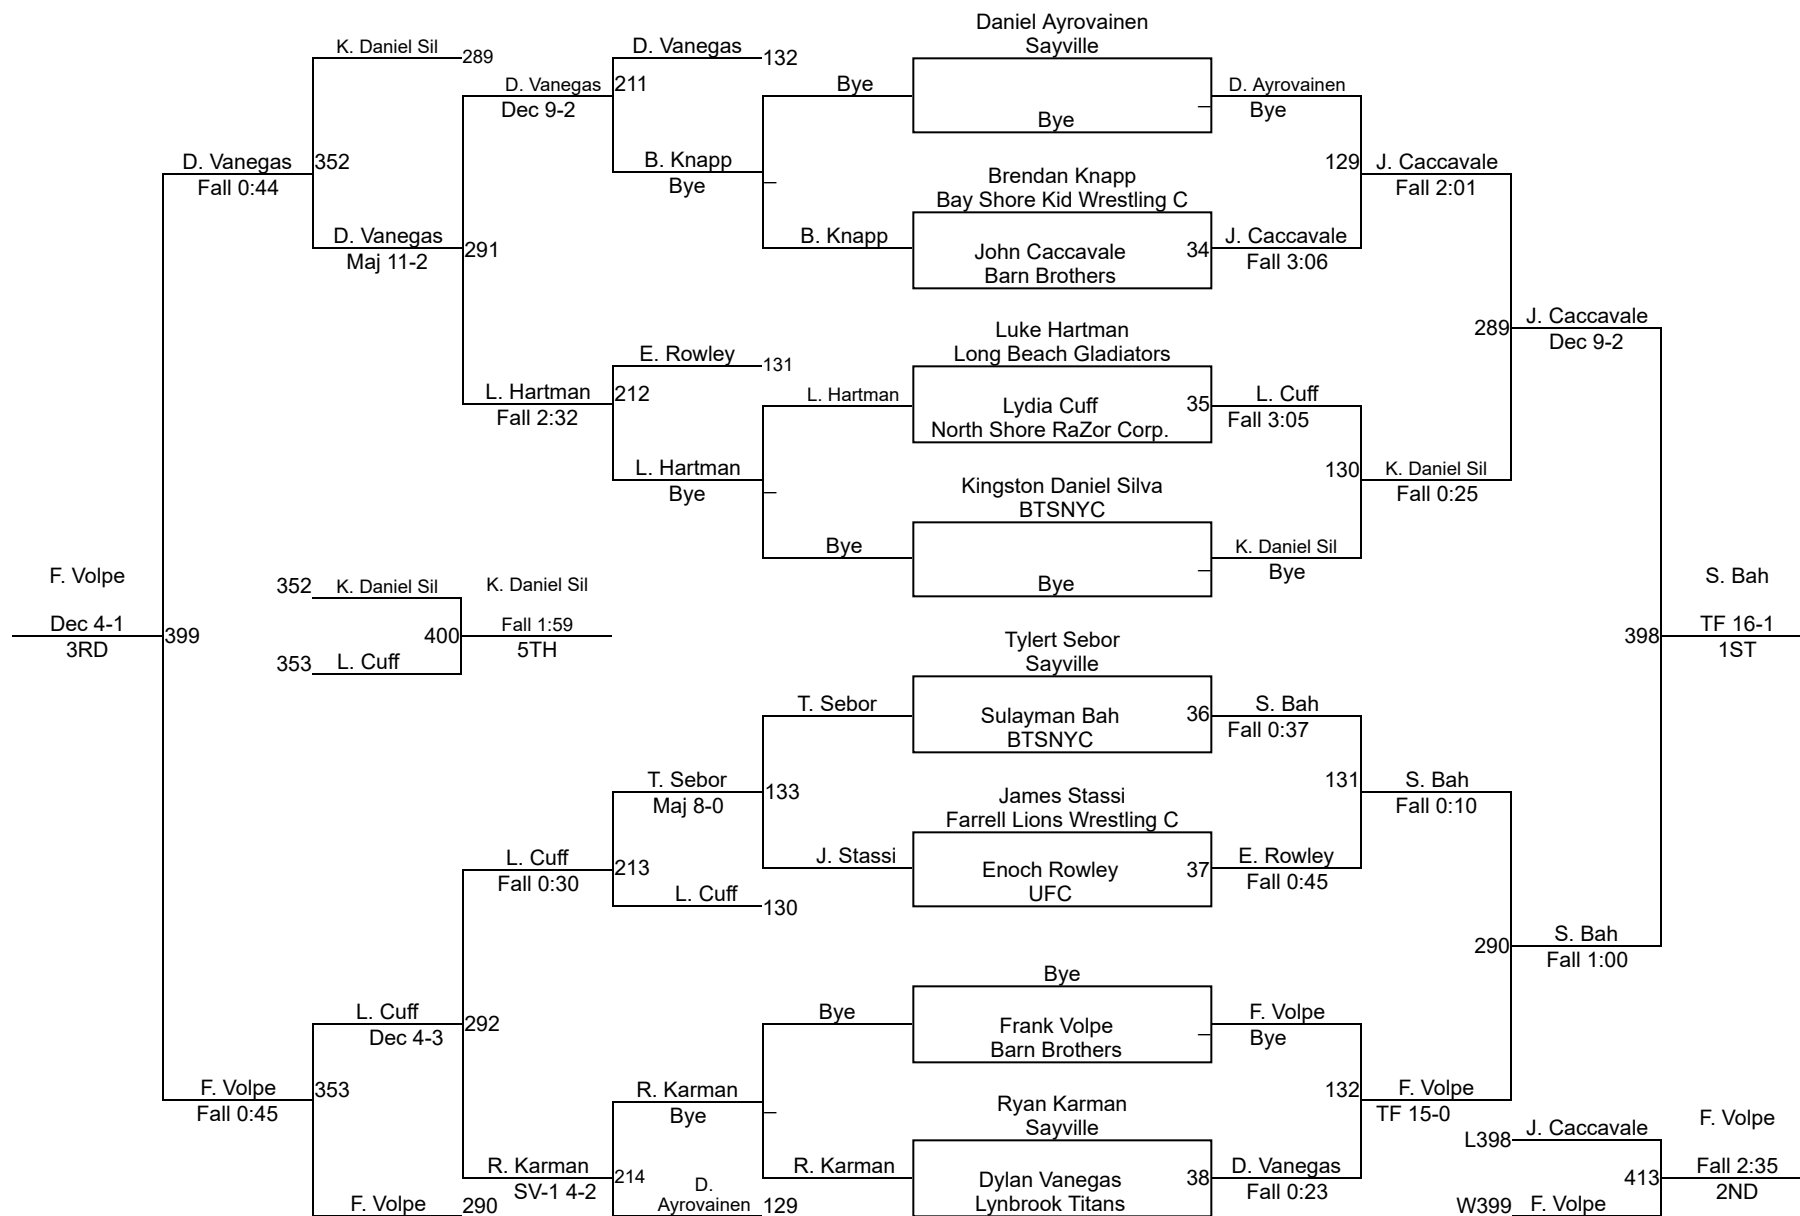 Daniel Ayrovainen
Sayville
K. Daniel Sil
289
D. Vanegas
132
D. Vanegas
211
Dec 9-2
Bye
Bye
D. Ayrovainen
Bye
D. Vanegas
352
Fall 0:44
B. Knapp
Bye
Brendan Knapp
Bay Shore Kid Wrestling C
129
J. Caccavale
Fall 2:01
D. Vanegas
Maj 11-2
291
B. Knapp
John Caccavale
Barn Brothers
34
J. Caccavale
Fall 3:06
Luke Hartman
Long Beach Gladiators
289
J. Caccavale
Dec 9-2
E. Rowley
131
L. Hartman
212
Fall 2:32
L. Hartman
Lydia Cuff
North Shore RaZor Corp.
35
L. Cuff
Fall 3:05
L. Hartman
Bye
Kingston Daniel Silva
BTSNYC
130
K. Daniel Sil
Fall 0:25
Bye
Bye
K. Daniel Sil
Bye
F. Volpe
Dec 4-1
3RD
399
352
K. Daniel Sil
353
L. Cuff
400
K. Daniel Sil
Fall 1:59
5TH
S. Bah
398
TF 16-1
1ST
Tylert Sebor
Sayville
T. Sebor
Sulayman Bah
BTSNYC
36
S. Bah
Fall 0:37
T. Sebor
Maj 8-0
133
James Stassi
Farrell Lions Wrestling C
131
S. Bah
Fall 0:10
L. Cuff
Fall 0:30
213
J. Stassi
Enoch Rowley
UFC
37
E. Rowley
Fall 0:45
L. Cuff
130
290
S. Bah
Fall 1:00
Bye
L. Cuff
Dec 4-3
292
Bye
Frank Volpe
Barn Brothers
F. Volpe
Bye
F. Volpe
353
Fall 0:45
R. Karman
Bye
Ryan Karman
Sayville
132
F. Volpe
TF 15-0
R. Karman
SV-1 4-2
214
R. Karman
Dylan Vanegas
Lynbrook Titans
38
D. Vanegas
Fall 0:23
F. Volpe
290
D.
Ayrovainen
129
L398
J. Caccavale
W399
F. Volpe
413
F. Volpe
Fall 2:35
2ND